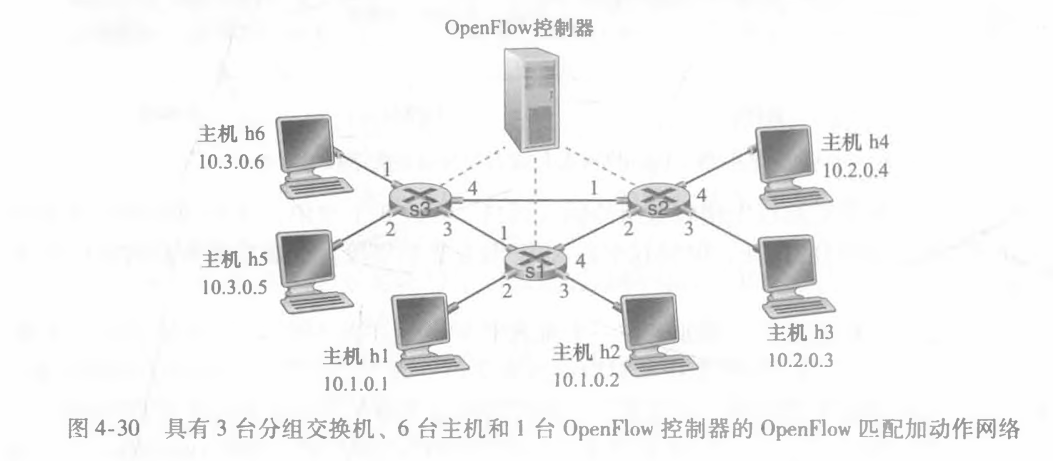 OpenFlow控制器
主机 h6
10.3.0.6
主机 h4
10.2.0.4
1
4
1
4
s3
s2
2
3
1
2
3
主机 h5
10.3.0.5
s1
4
2
3
主机 h3
10.2.0.3
主机 h1
10.1.0.1
主机 h2
10.1.0.2
图 4-30 具有 3 台分组交换机、6 台主机和 1 台 OpenFlow 控制器的 OpenFlow 匹配加动作网络